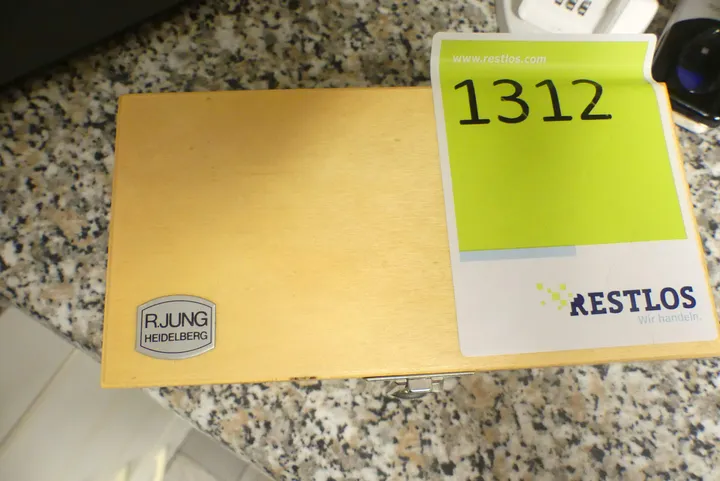 www.restlos.com
1312
RESTLOS
Wir handeln.
R.JUNG
HEIDELBERG